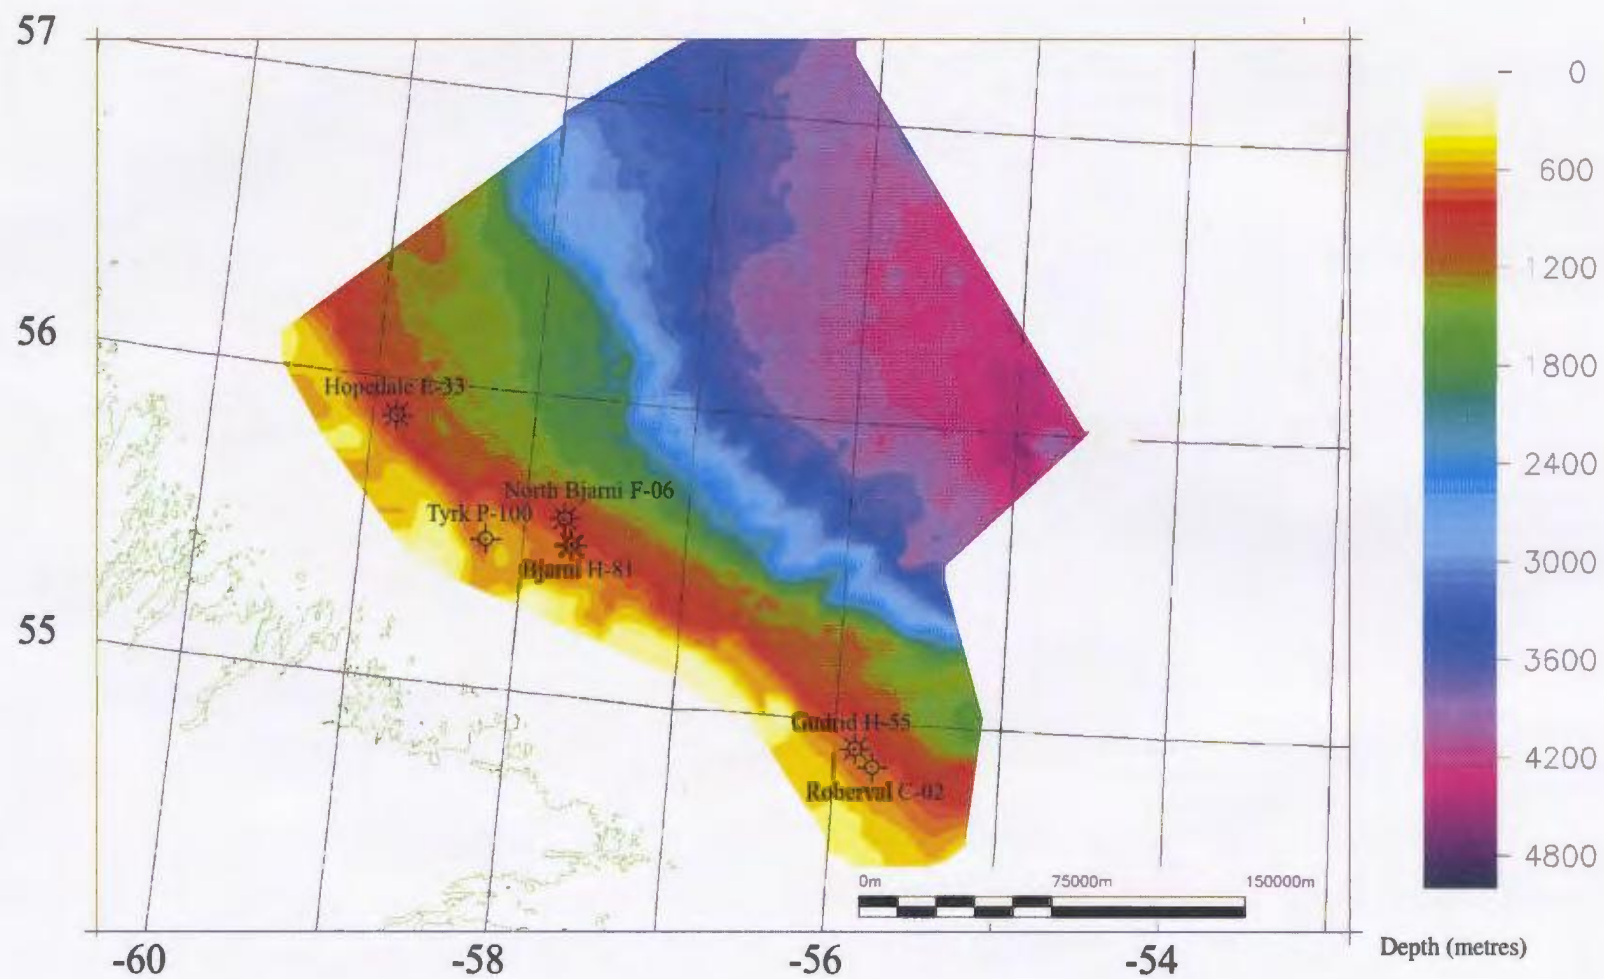 57
0
600
1200
56
1800
Hopedale E-33
2400
North Bjarni F-06
Tyrk P-100
3000
Bjarni H-81
55
3600
Gudrid H-55
4200
Roberval C-02
4800
0m 75000m 150000m
-60 -58 -56 -54
Depth (metres)